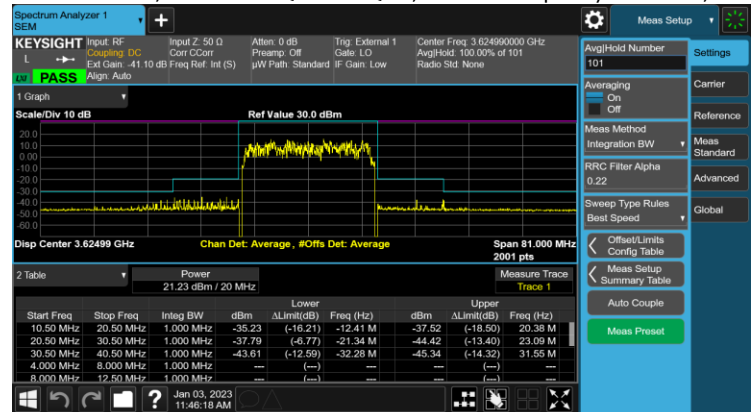 Spectrum Analyzer 1
SEM
Meas Setup
KEYSIGHT
L
LXI
PASS
Input: RF
Coupling: DC
Ext Gain: -41.10 dB
Align: Auto
Input Z: 50 Ω
Corr CCorr
Freq Ref: Int (S)
Atten: 0 dB
Preamp: Off
µW Path: Standard
Trig: External 1
Gate: LO
IF Gain: Low
Center Freq: 3.624990000 GHz
Avg|Hold: 100.00% of 101
Radio Std: None
1 Graph
Scale/Div 10 dB
Ref Value 30.0 dBm
20.0
10.0
0.00
-10.0
-20.0
-30.0
-40.0
-50.0
-60.0
Disp Center 3.62499 GHz
Chan Det: Average, #Offs Det: Average
Span 81.000 MHz
2001 pts
2 Table
Power
21.23 dBm / 20 MHz
Measure Trace
Trace 1
Lower Upper
Start Freq Stop Freq Integ BW dBm ΔLimit(dB) Freq (Hz) dBm ΔLimit(dB) Freq (Hz)
10.50 MHz 20.50 MHz 1.000 MHz -35.23 (-16.21) -12.41 M -37.52 (-18.50) 20.38 M
20.50 MHz 30.50 MHz 1.000 MHz -37.79 (-6.77) -21.34 M -44.42 (-13.40) 23.09 M
30.50 MHz 40.50 MHz 1.000 MHz -43.61 (-12.59) -32.28 M -45.34 (-14.32) 31.55 M
4.000 MHz 8.000 MHz 1.000 MHz --- (---) --- (---)
8.000 MHz 12.50 MHz 1.000 MHz --- (---) --- (---)
?
Jan 03, 2023
11:46:18 AM
Avg|Hold Number
101
Averaging
On
Off
Meas Method
Integration BW
RRC Filter Alpha
0.22
Sweep Type Rules
Best Speed
Offset/Limits
Config Table
Meas Setup
Summary Table
Auto Couple
Meas Preset
Settings
Carrier
Reference
Meas
Standard
Advanced
Global